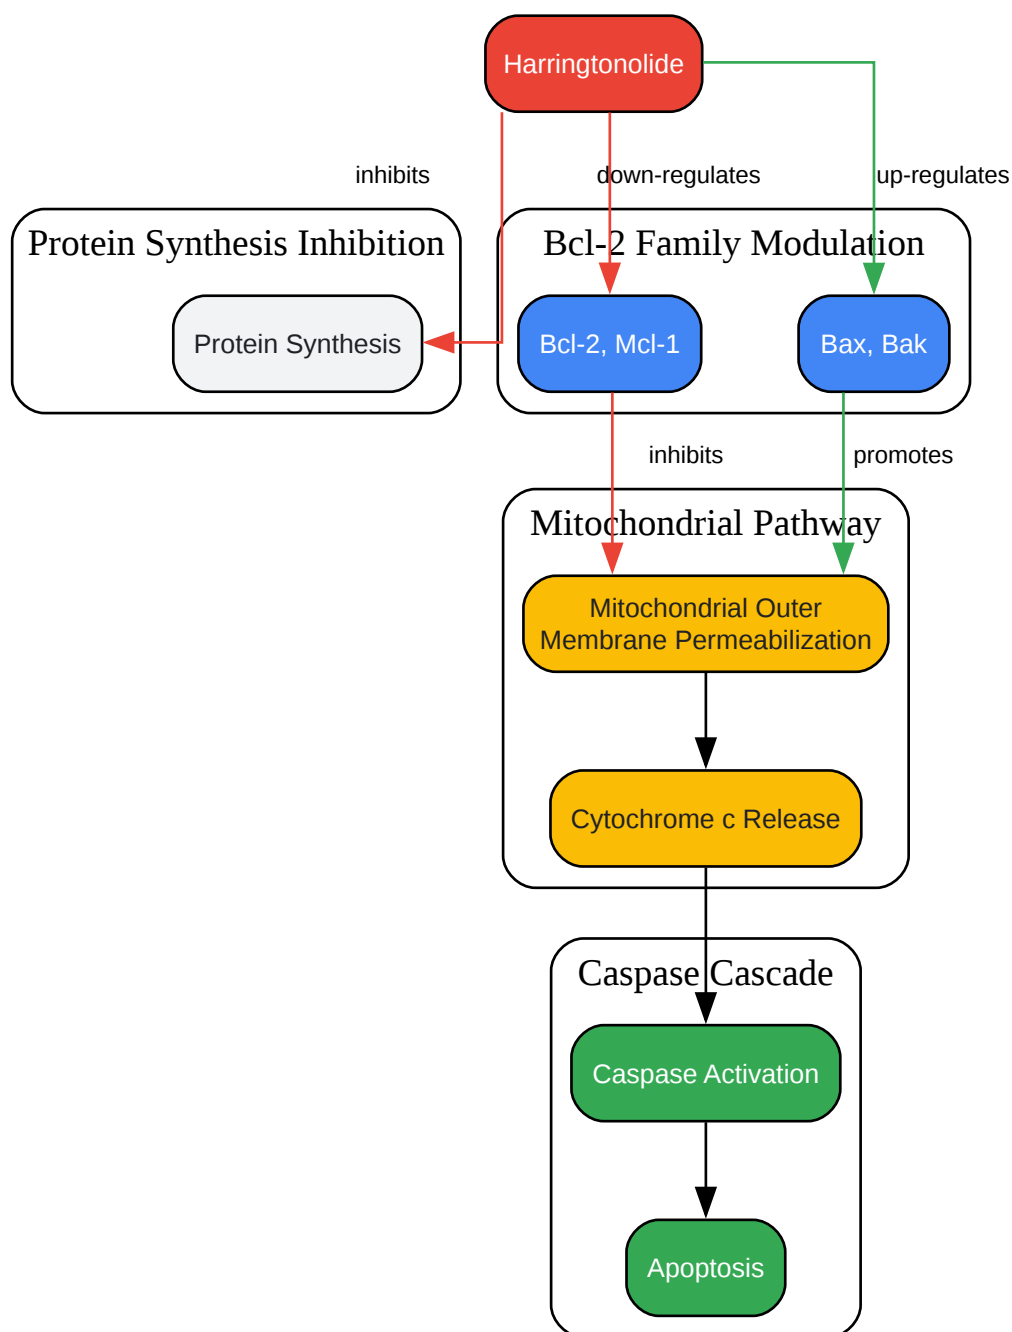 Harringtonolide
inhibits
down-regulates
up-regulates
Protein Synthesis Inhibition
Bcl-2 Family Modulation
Protein Synthesis
Bcl-2, Mcl-1
Bax, Bak
inhibits
promotes
Mitochondrial Pathway
Mitochondrial Outer
Membrane Permeabilization
Cytochrome c Release
Caspase Cascade
Caspase Activation
Apoptosis